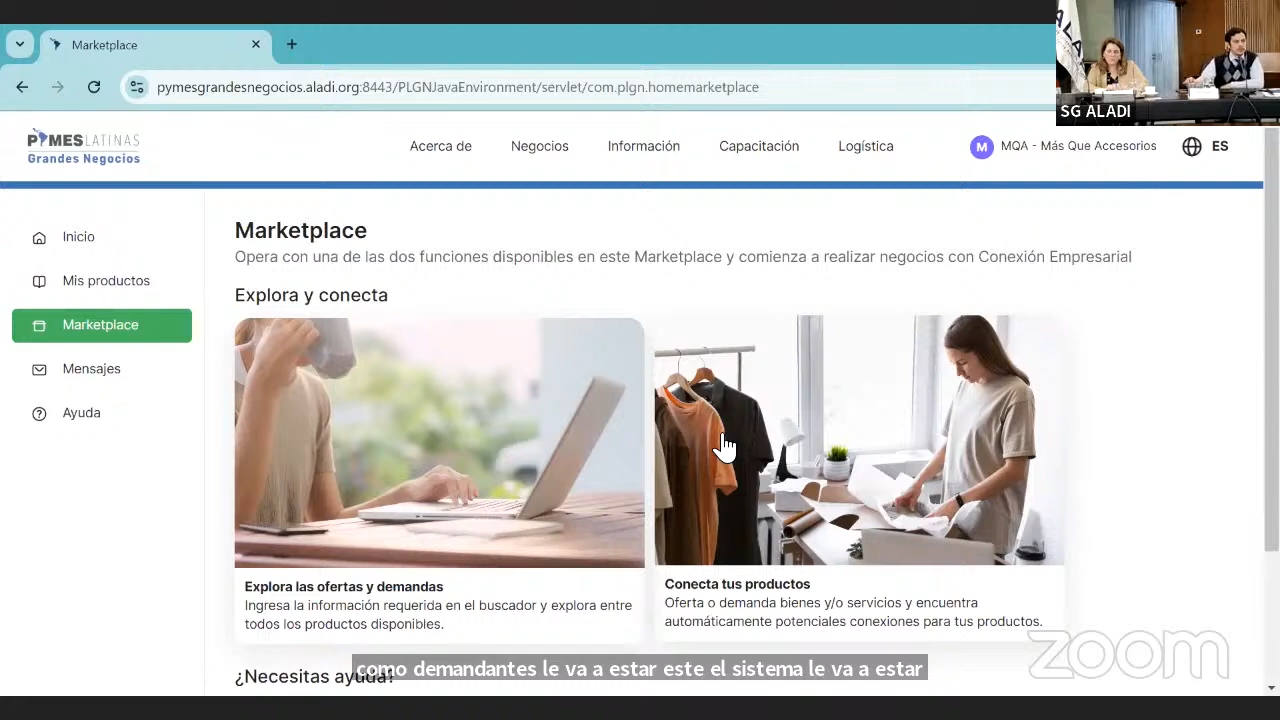 Marketplace
pymesgrandesnegocios.aladi.org:8443/PLGNJavaEnvironment/servlet/com.plgn.homemarketplace
SG ALADI
PYMESLATINAS
Grandes Negocios
Acerca de
Negocios
Información
Capacitación
Logística
M
MQA - Más Que Accesorios
ES
Inicio
Mis productos
Marketplace
Mensajes
Ayuda
Marketplace
Opera con una de las dos funciones disponibles en este Marketplace y comienza a realizar negocios con Conexión Empresarial
Explora y conecta
Explora las ofertas y demandas
Ingresa la información requerida en el buscador y explora entre
todos los productos disponibles.
Conecta tus productos
Oferta o demanda bienes y/o servicios y encuentra
automáticamente potenciales conexiones para tus productos.
¿Necesitas ayuda?
como demandantes le va a estar este el sistema le va a estar
zoom